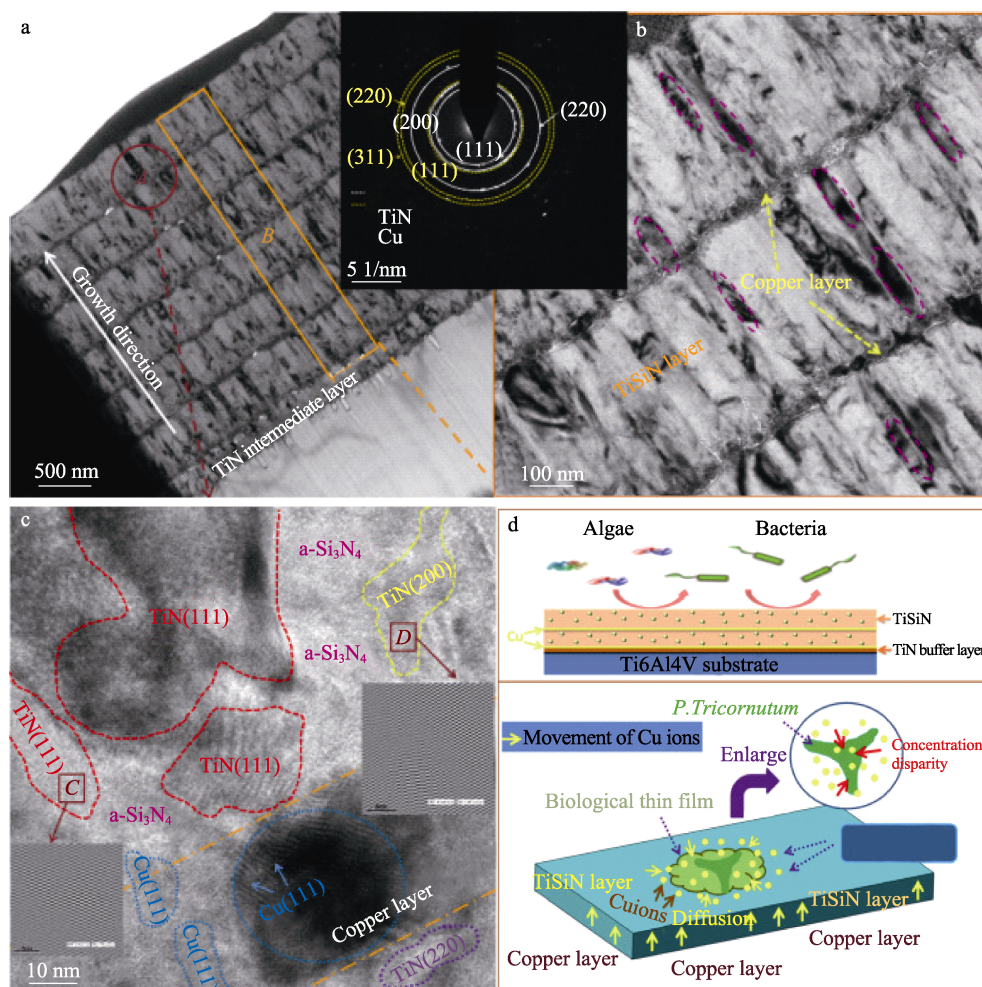 a
(220)
(200)
(220)
(311)
(111)
(111)
TiN
Cu
5 1/nm
A
B
Growth direction
TiN intermediate layer
500 nm
b
Copper layer
TiSiN layer
100 nm
c
a-Si3N4
TiN(200)
TiN(111)
a-Si3N4
D
TiN(111)
TiN(111)
C
a-Si3N4
Cu(111)
Cu(111)
Copper layer
Cu(111)
TiN(220)
10 nm
d
Algae
Bacteria
TiSiN
Cu
TiN buffer layer
Ti6Al4V substrate
P.Tricornutum
Movement of Cu ions
Enlarge
Concentration
disparity
Biological thin film
TiSiN layer
Cuions
Diffusion
TiSiN layer
Copper layer
Copper layer
Copper layer